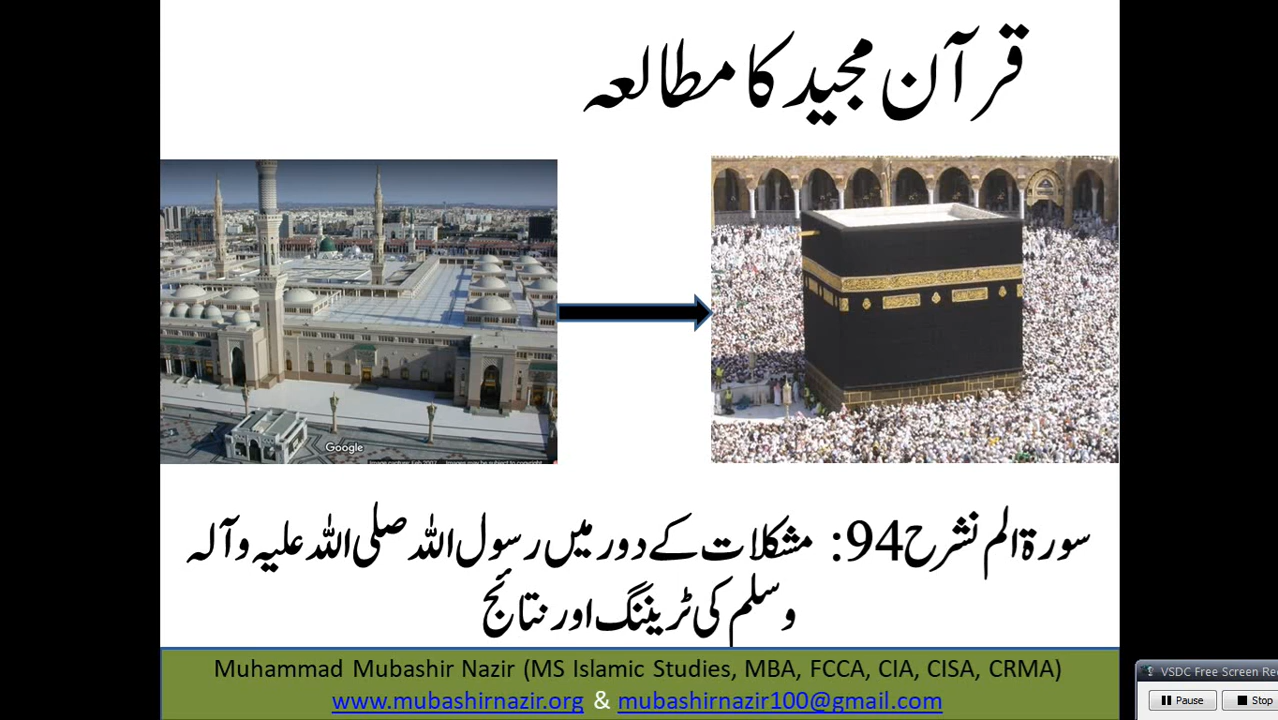 قرآن مجید کا مطالعہ
Google
سورۃ الم نشرح 94: مشکلات کے دور میں رسول اللہ صلی اللہ علیہ وآلہ
وسلم کی ٹریننگ اور نتائج
Muhammad Mubashir Nazir (MS Islamic Studies, MBA, FCCA, CIA, CISA, CRMA)
www.mubashirnazir.org & mubashirnazir100@gmail.com
VSDC Free Screen Re
Pause Stop